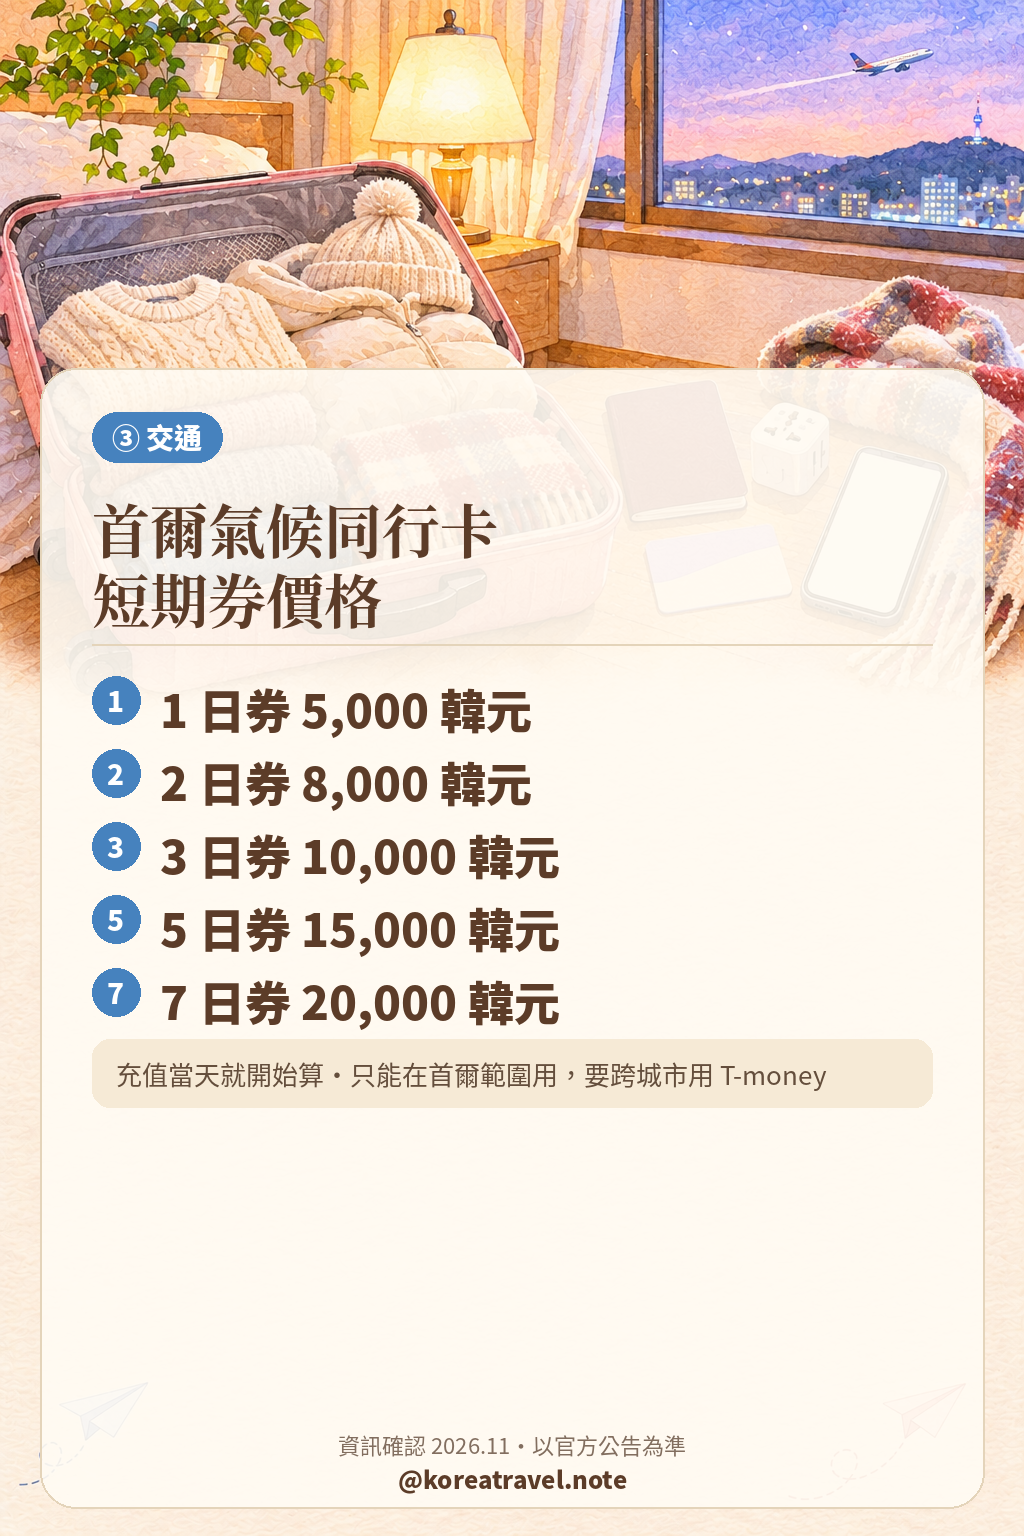 ③ 交通
首爾氣候同行卡
短期券價格
1 1 日券 5,000 韓元
2 2 日券 8,000 韓元
3 3 日券 10,000 韓元
5 5 日券 15,000 韓元
7 7 日券 20,000 韓元
充值當天就開始算・只能在首爾範圍用，要跨城市用 T-money
資訊確認 2026.11・以官方公告為準
@koreatravel.note